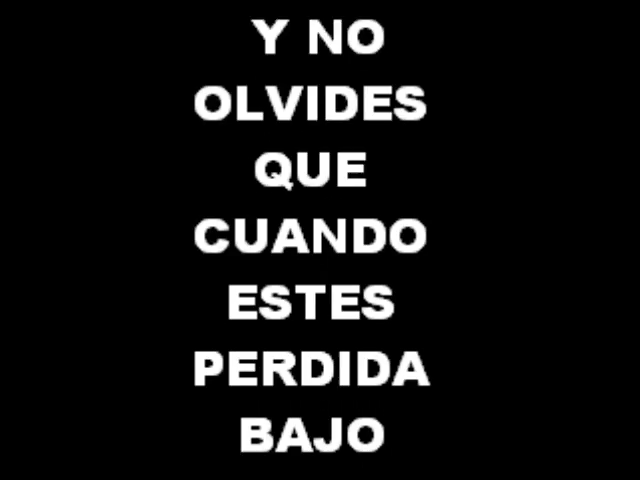 Y NO
OLVIDES
QUE
CUANDO
ESTES
PERDIDA
BAJO